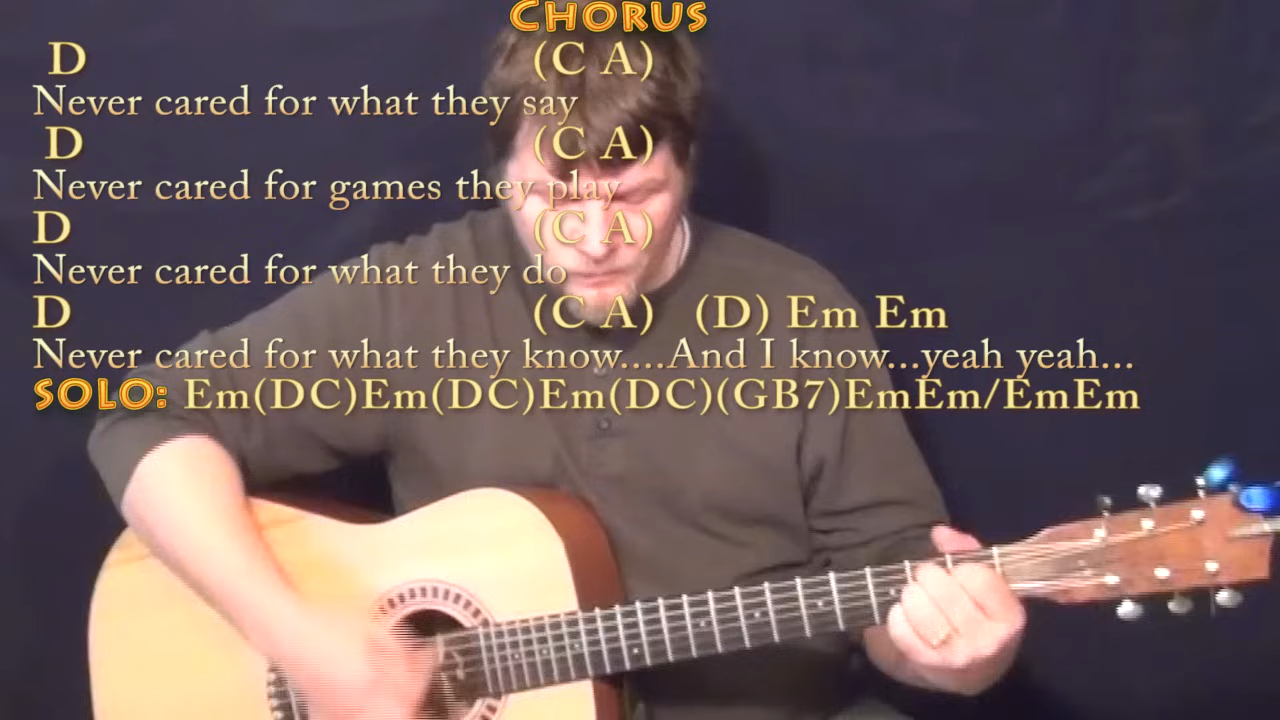 CHORUS
D (C A)
Never cared for what they say
D (C A)
Never cared for games they play
D (C A)
Never cared for what they do
D (C A) (D) Em Em
Never cared for what they know....And I know...yeah yeah...
SOLO: Em(DC)Em(DC)Em(DC)(GB7)EmEm/EmEm